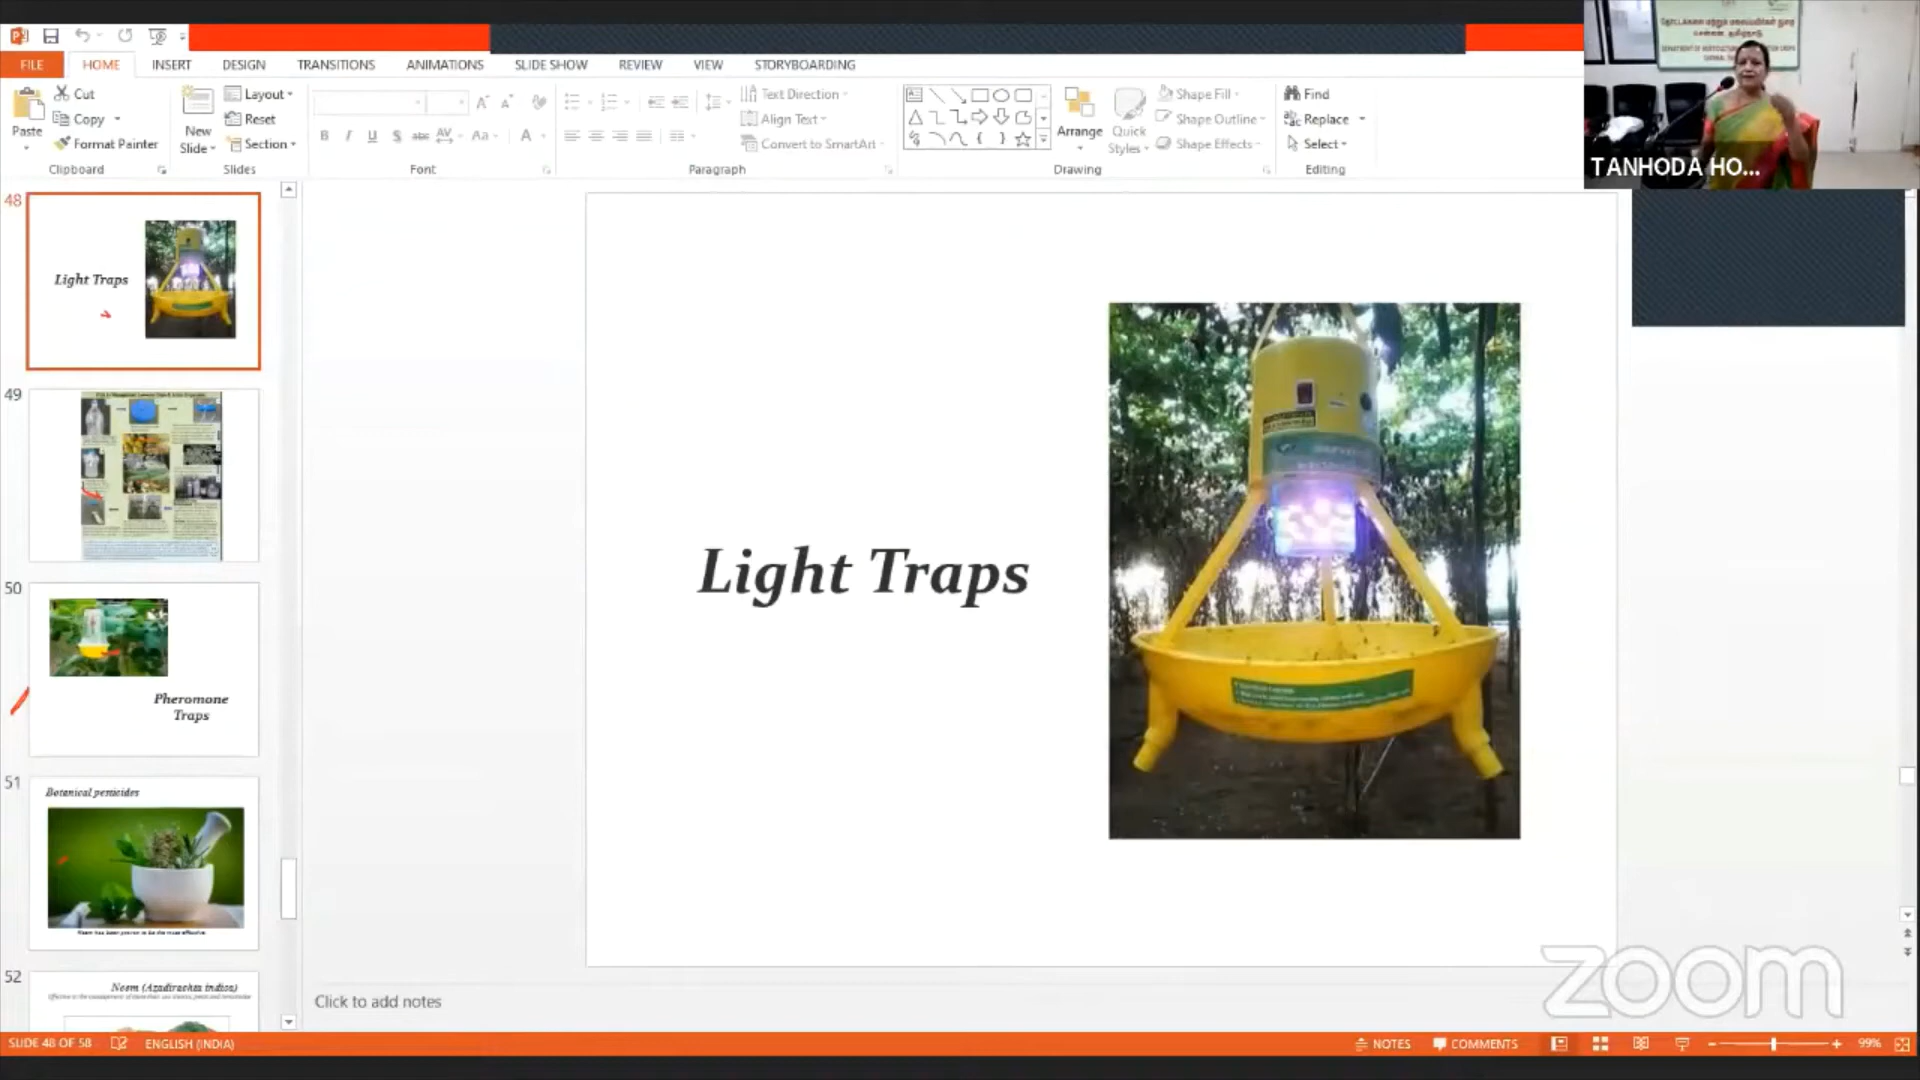 FILE
HOME
INSERT
DESIGN
TRANSITIONS
ANIMATIONS
SLIDE SHOW
REVIEW
VIEW
STORYBOARDING
Paste
Cut
Copy
Format Painter
Clipboard
New
Slide
Layout
Reset
Section
Slides
Font
Text Direction
Align Text
Convert to SmartArt
Paragraph
Arrange
Quick
Styles
Shape Fill
Shape Outline
Shape Effects
Drawing
Find
Replace
Select
Editing
TANHODA HO...
48
Light Traps
49
50
Pheromone
Traps
51
Botanical pesticides
52
Neem (Azadirachta indica)
Light Traps
Click to add notes
zoom
SLIDE 48 OF 58
ENGLISH (INDIA)
NOTES
COMMENTS
99%